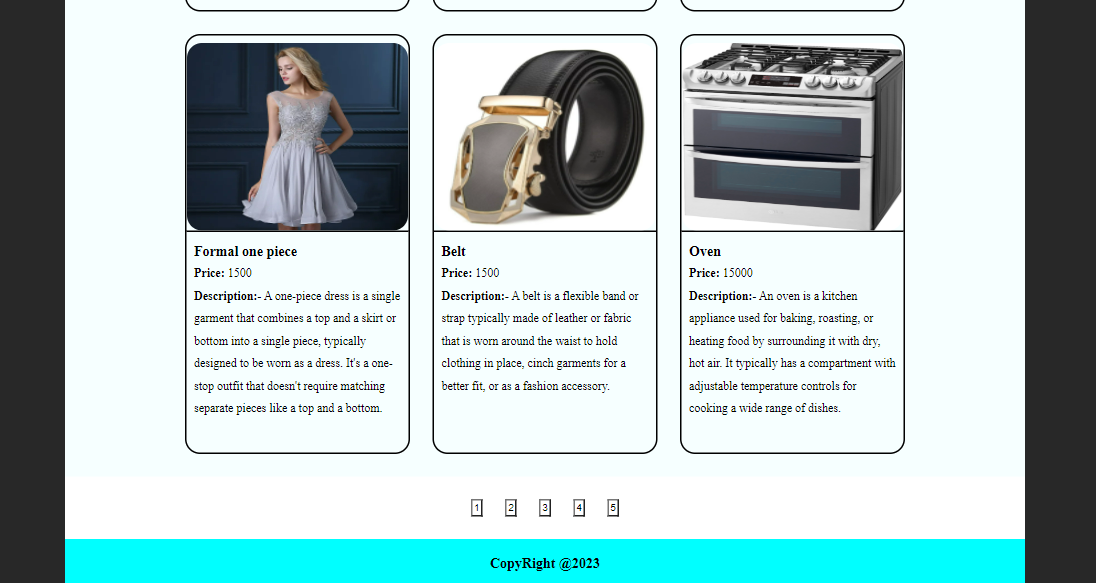 Formal one piece
Price: 1500
Description:- A one-piece dress is a single
garment that combines a top and a skirt or
bottom into a single piece, typically
designed to be worn as a dress. It's a one-
stop outfit that doesn't require matching
separate pieces like a top and a bottom.
Belt
Price: 1500
Description:- A belt is a flexible band or
strap typically made of leather or fabric
that is worn around the waist to hold
clothing in place, cinch garments for a
better fit, or as a fashion accessory.
Oven
Price: 15000
Description:- An oven is a kitchen
appliance used for baking, roasting, or
heating food by surrounding it with dry,
hot air. It typically has a compartment with
adjustable temperature controls for
cooking a wide range of dishes.
1 2 3 4 5
CopyRight @2023